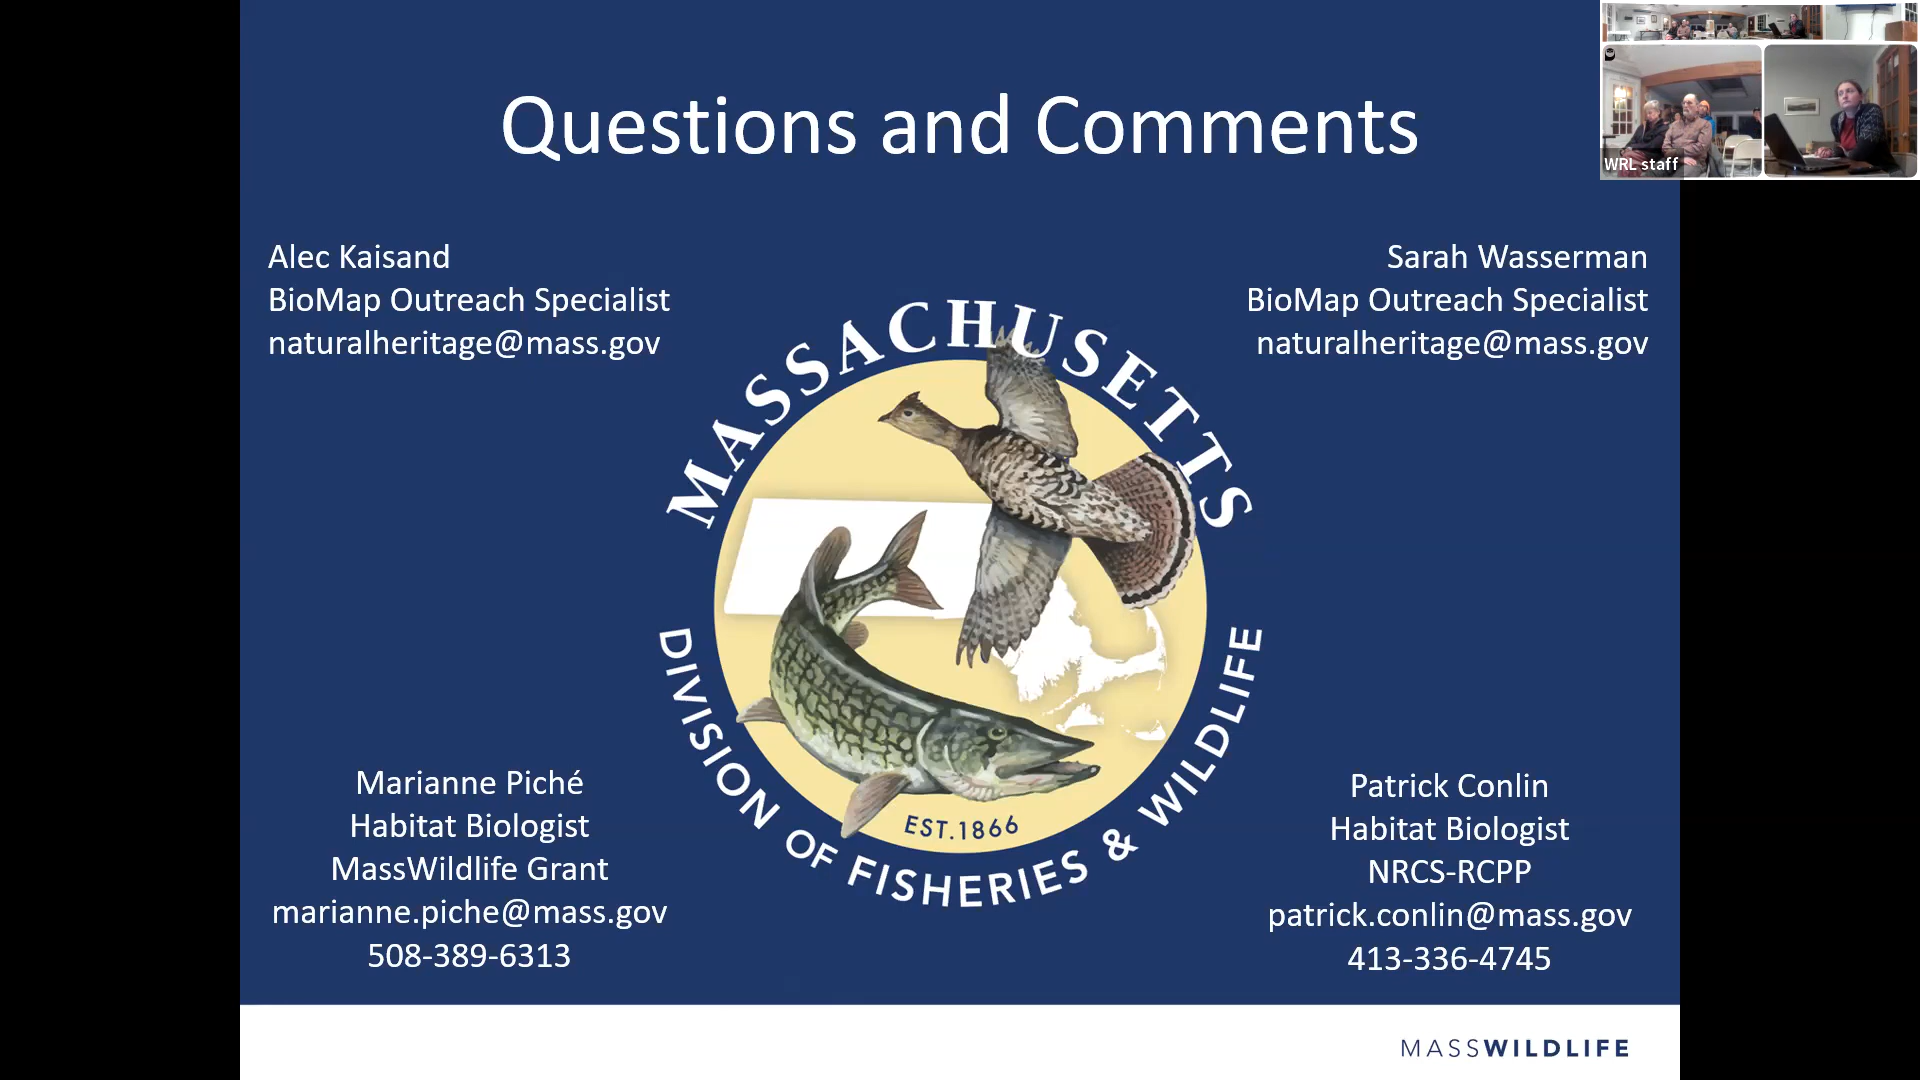 Questions and Comments
WRL staff
Alec Kaisand
BioMap Outreach Specialist
naturalheritage@mass.gov
Sarah Wasserman
BioMap Outreach Specialist
naturalheritage@mass.gov
MASSACHUSETTS
DIVISION OF FISHERIES & WILDLIFE
EST.1866
Marianne Piché
Habitat Biologist
MassWildlife Grant
marianne.piche@mass.gov
508-389-6313
Patrick Conlin
Habitat Biologist
NRCS-RCPP
patrick.conlin@mass.gov
413-336-4745
MASSWILDLIFE